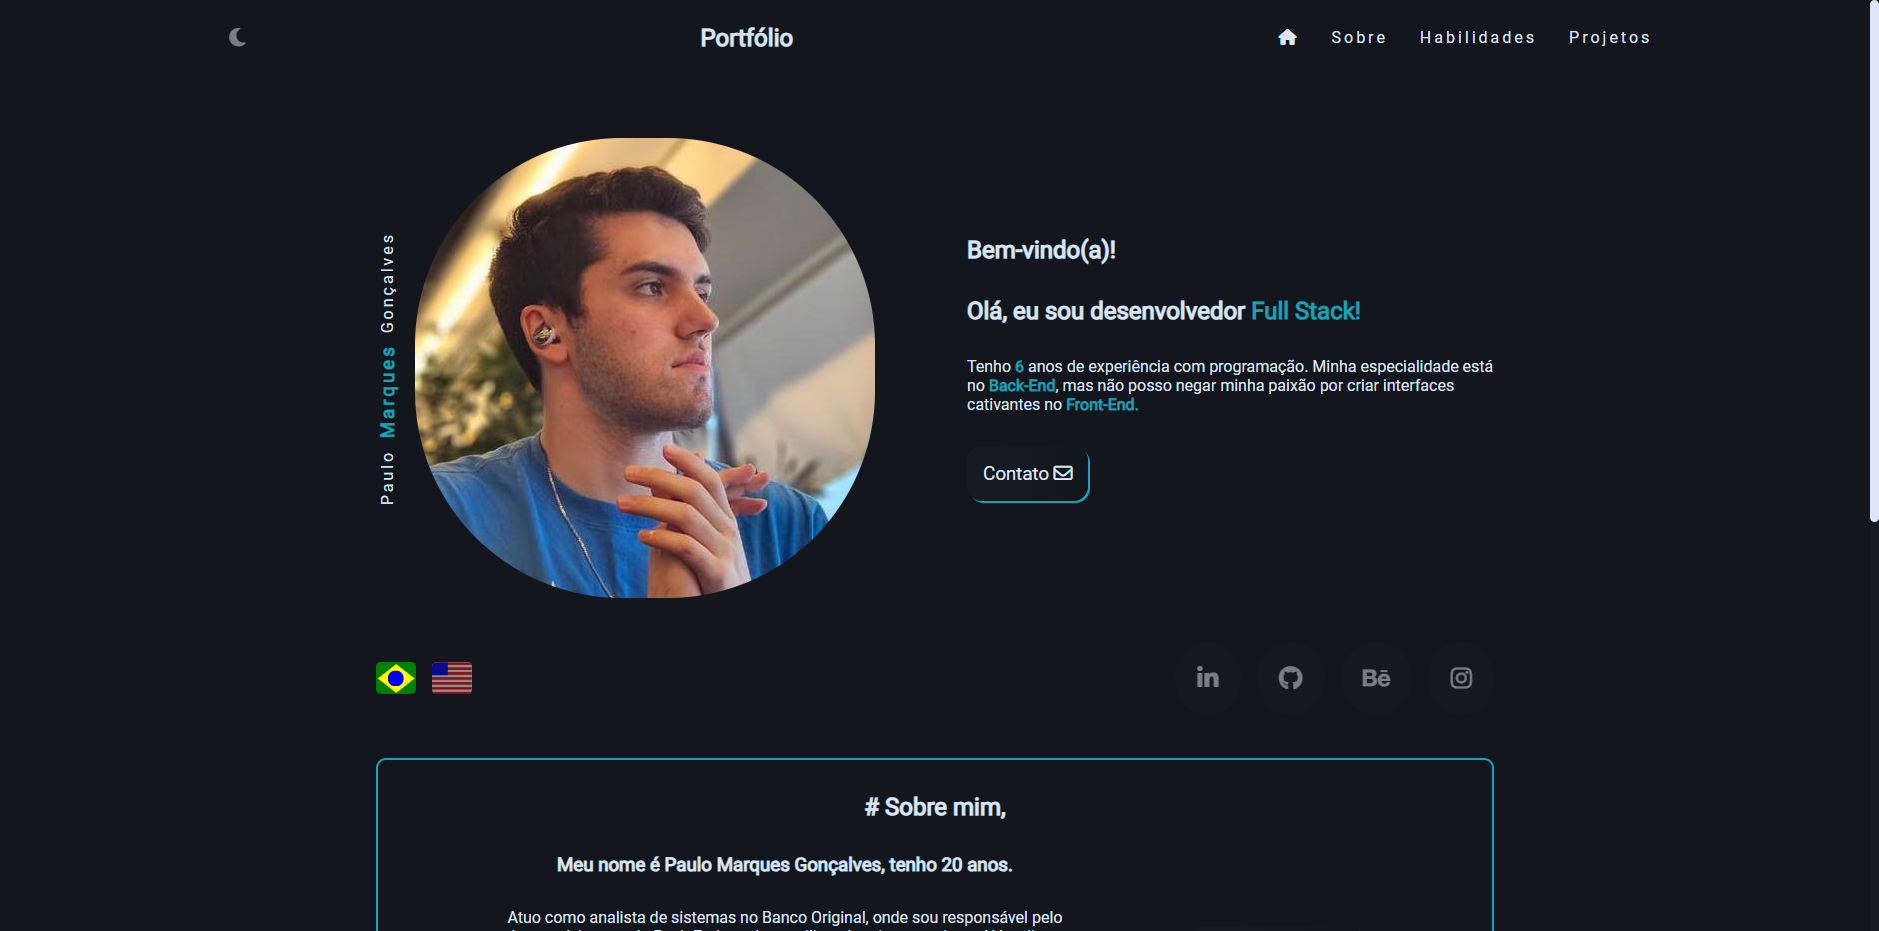 Portfólio
Sobre
Habilidades
Projetos
Paulo Marques Gonçalves
Bem-vindo(a)!
Olá, eu sou desenvolvedor Full Stack!
Tenho 6 anos de experiência com programação. Minha especialidade está
no Back-End, mas não posso negar minha paixão por criar interfaces
cativantes no Front-End.
Contato
in
Bē
# Sobre mim,
Meu nome é Paulo Marques Gonçalves, tenho 20 anos.
Atuo como analista de sistemas no Banco Original, onde sou responsável pelo